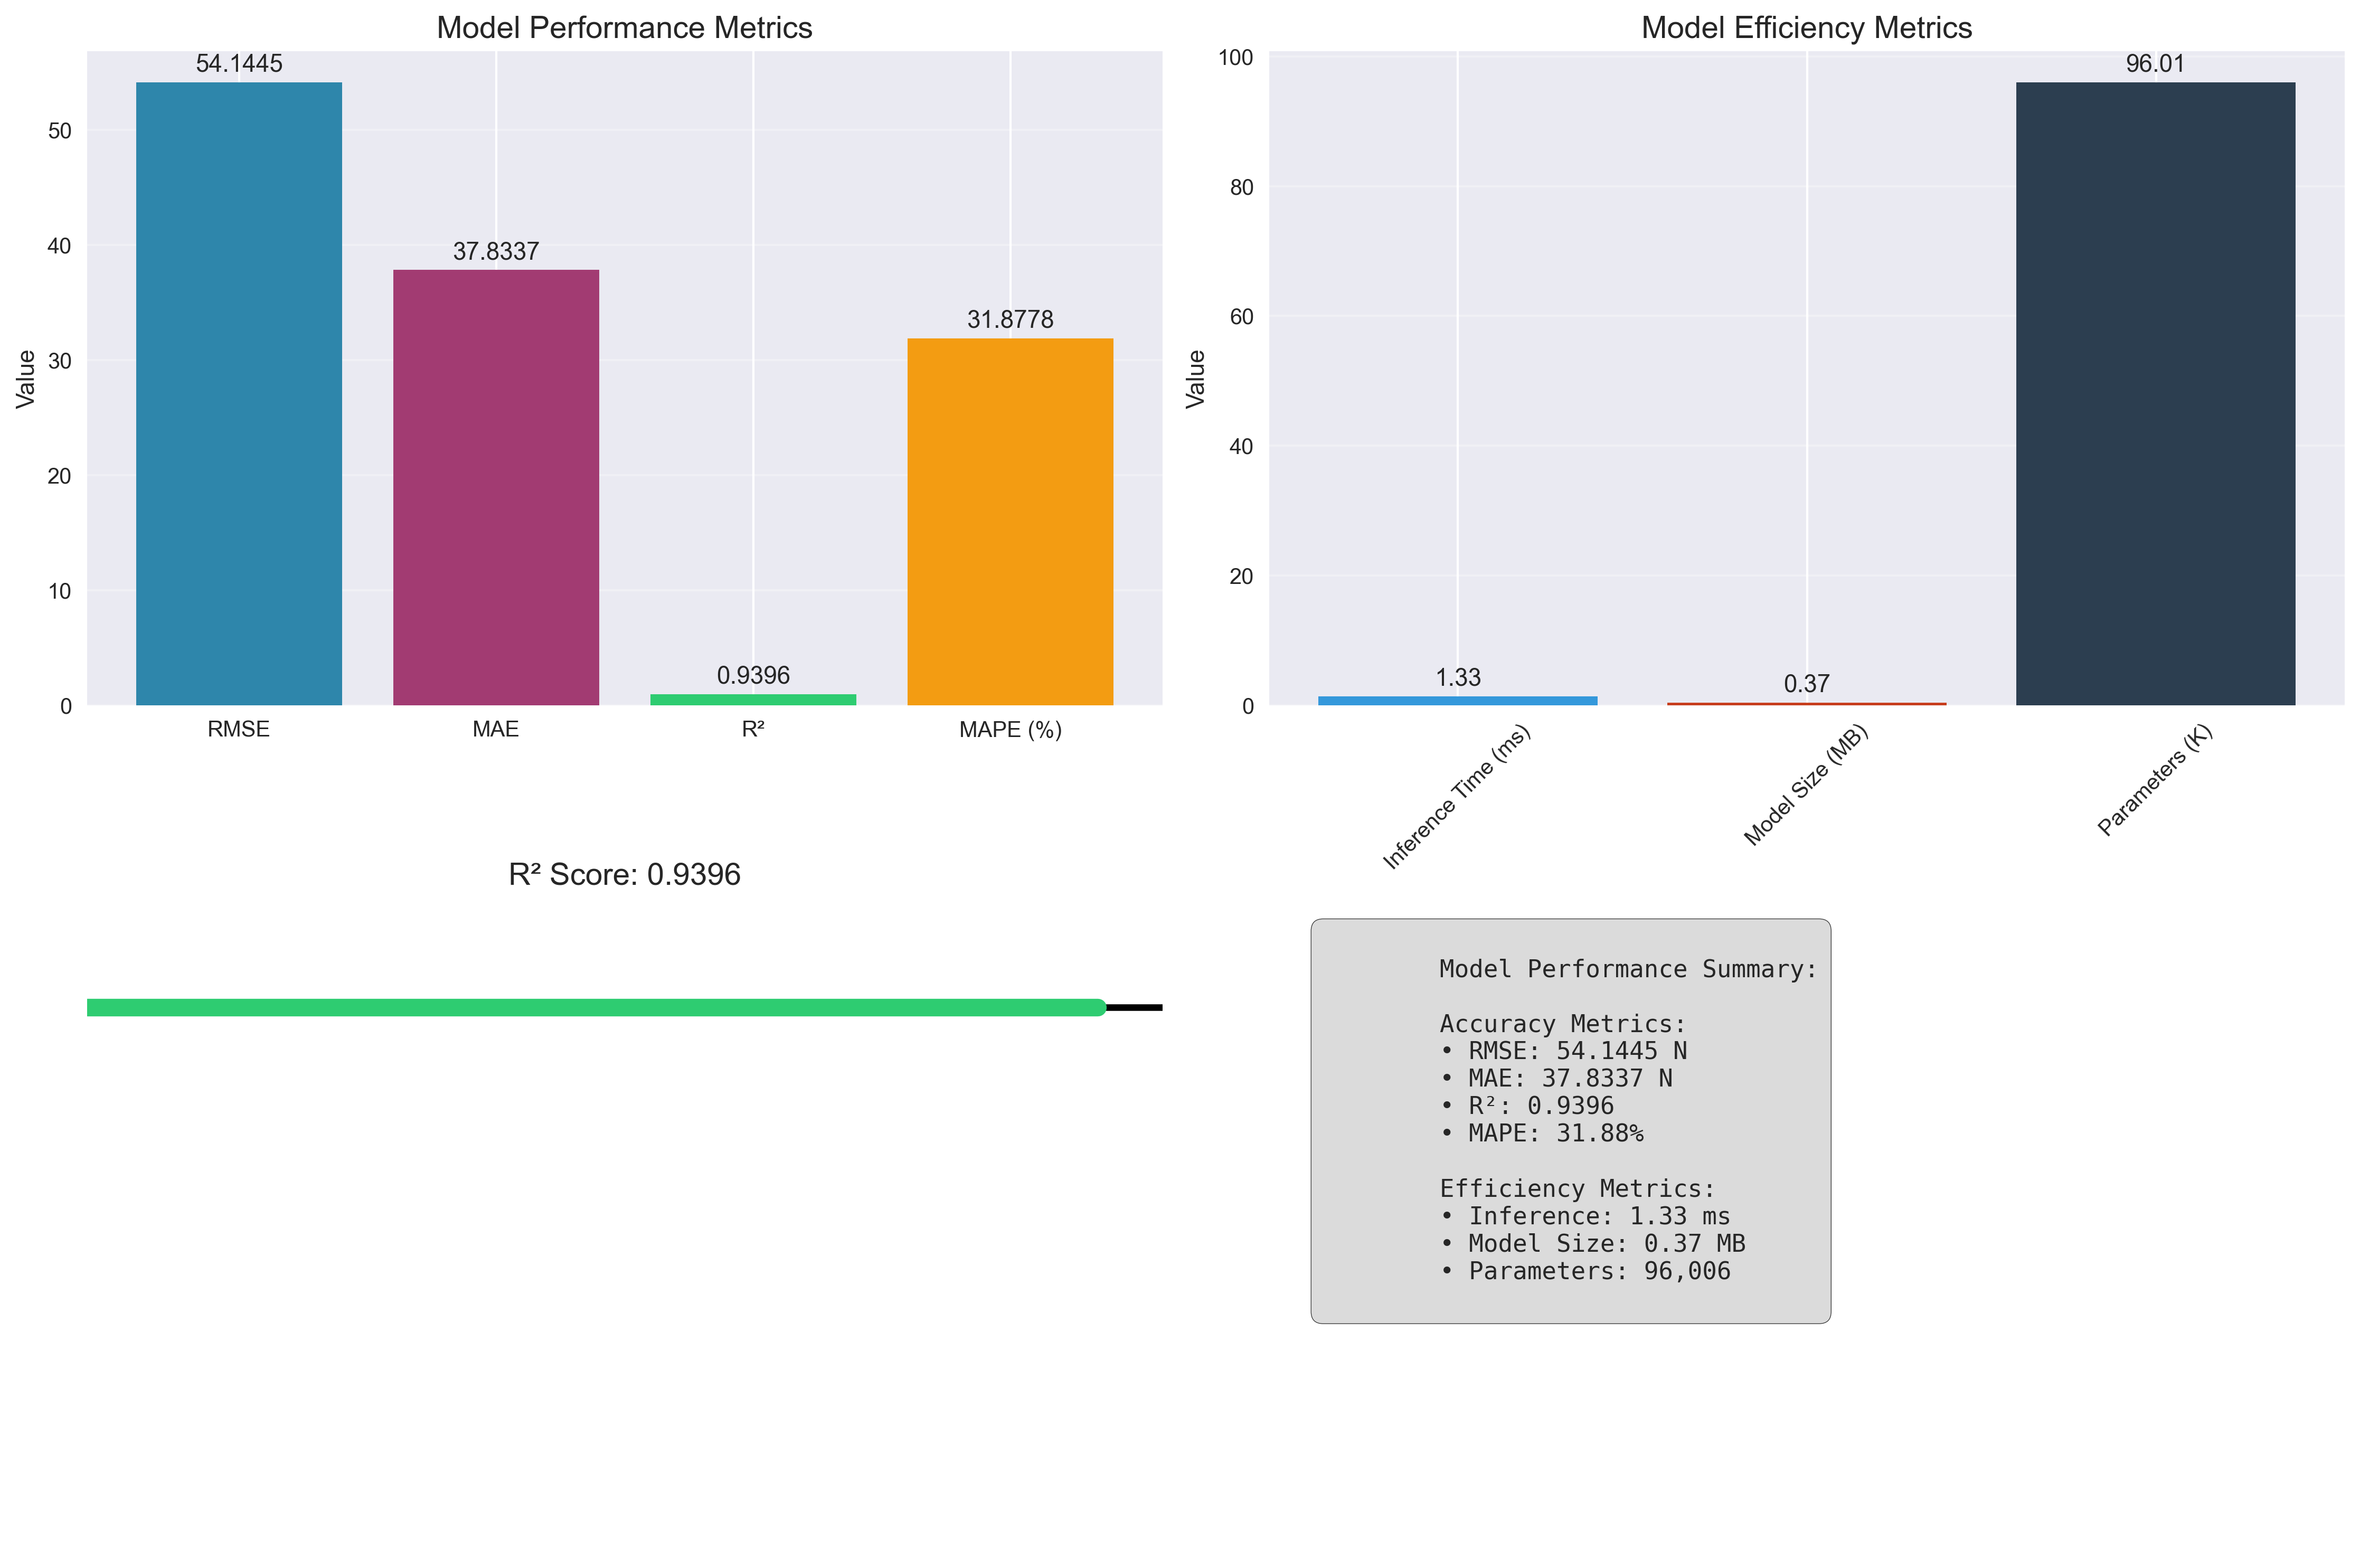 Model Performance Metrics
54.1445
37.8337
0.9396
31.8778
50
40
30
20
10
0
Value
RMSE
MAE
R²
MAPE (%)
Model Efficiency Metrics
96.01
1.33
0.37
100
80
60
40
20
0
Value
Inference Time (ms)
Model Size (MB)
Parameters (K)
R² Score: 0.9396
Model Performance Summary:
Accuracy Metrics:
• RMSE: 54.1445 N
• MAE: 37.8337 N
• R²: 0.9396
• MAPE: 31.88%
Efficiency Metrics:
• Inference: 1.33 ms
• Model Size: 0.37 MB
• Parameters: 96,006